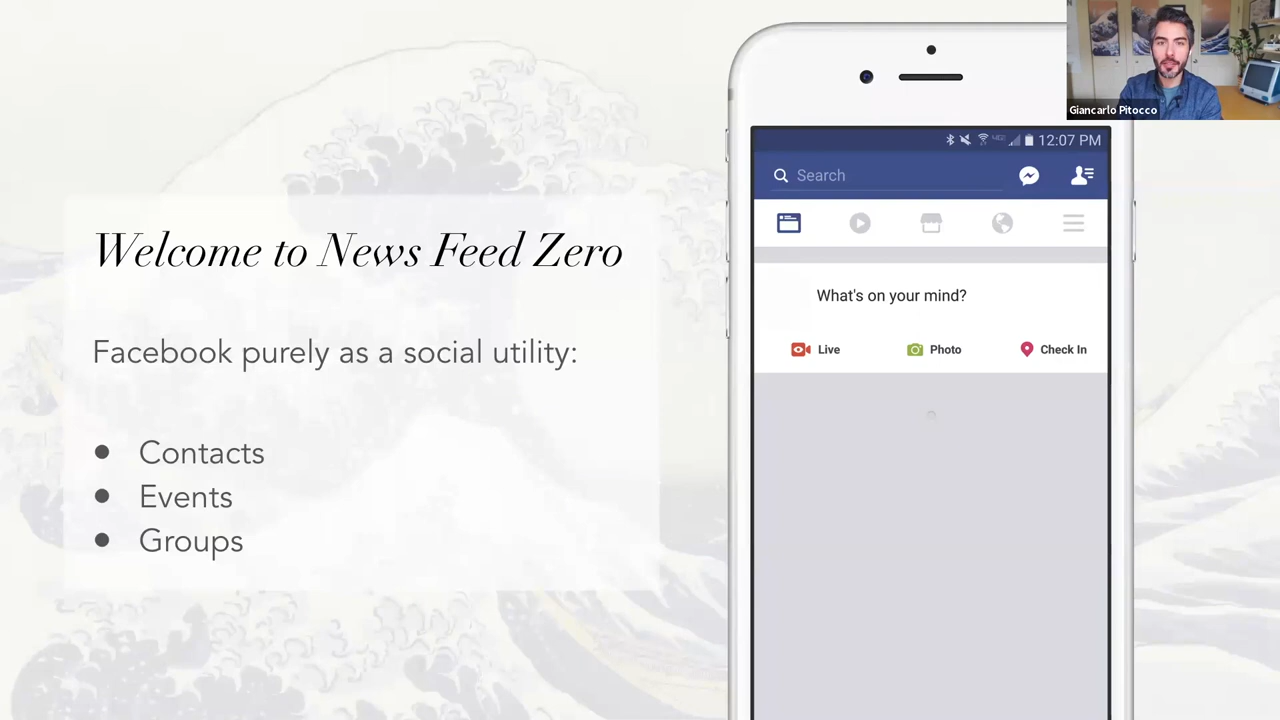 Giancarlo Pitocco
12:07 PM
Search
Welcome to News Feed Zero
What's on your mind?
Facebook purely as a social utility:
Live
Photo
Check In
Contacts
Events
Groups